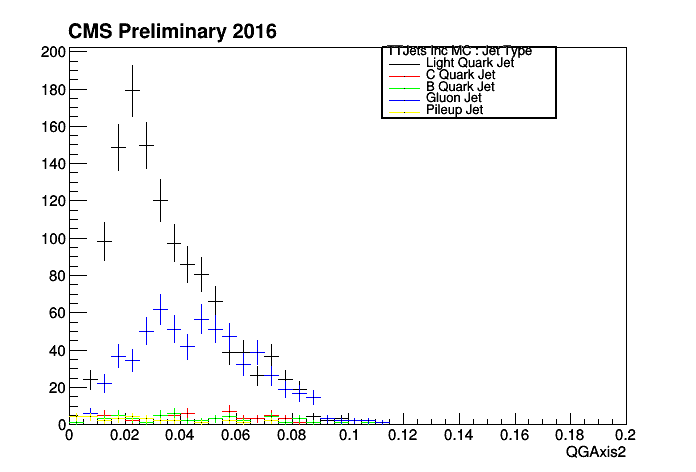 CMS Preliminary 2016
TTJets Inc MC : Jet Type
Light Quark Jet
C Quark Jet
B Quark Jet
Gluon Jet
Pileup Jet
200
180
160
140
120
100
80
60
40
20
0
0 0.02 0.04 0.06 0.08 0.1 0.12 0.14 0.16 0.18 0.2
QGAxis2